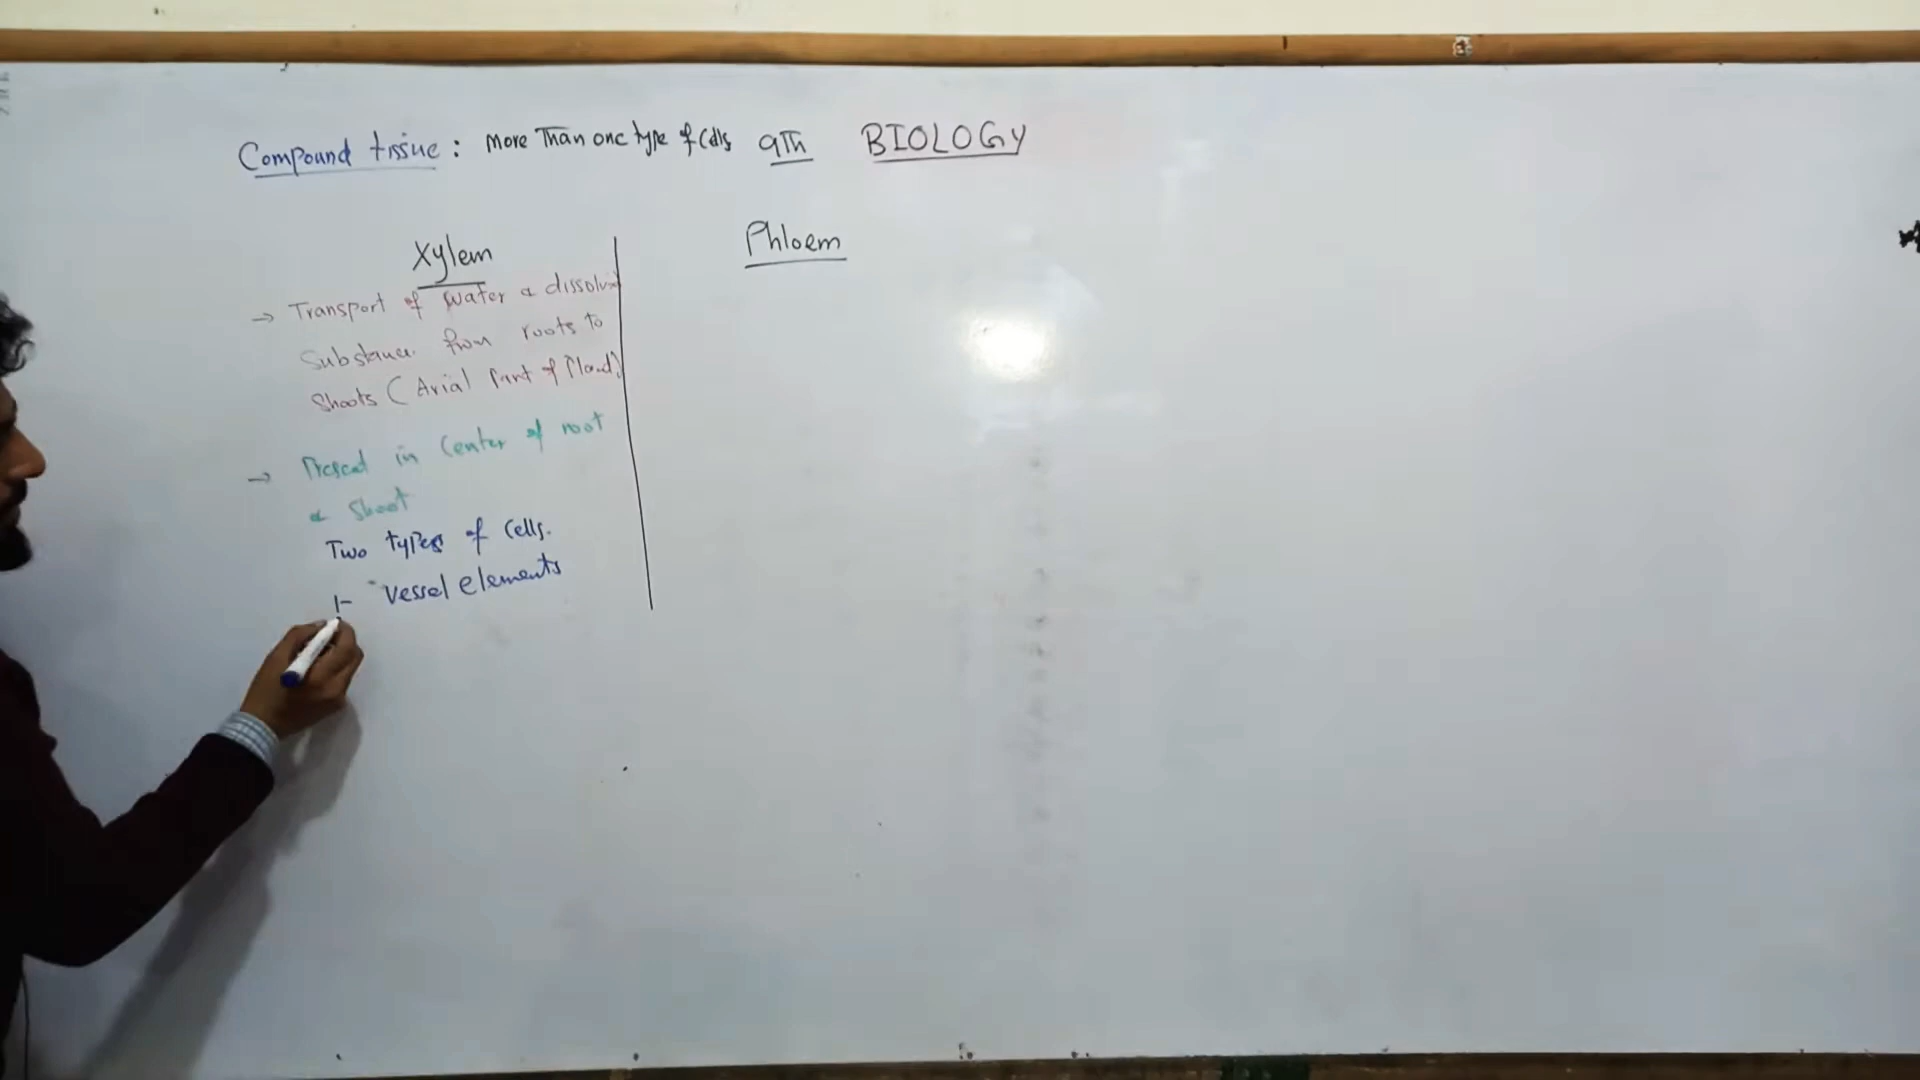 Compound tissue: More Than one type of Cells 9Th BIOLOGY
Xylem
Phloem
→ Transport of water & dissolved
Substance from roots to
Shoots (Arial Part of Plant)
→ Present in Center of root
& Shoot
Two types of Cells.
1- Vessel elements